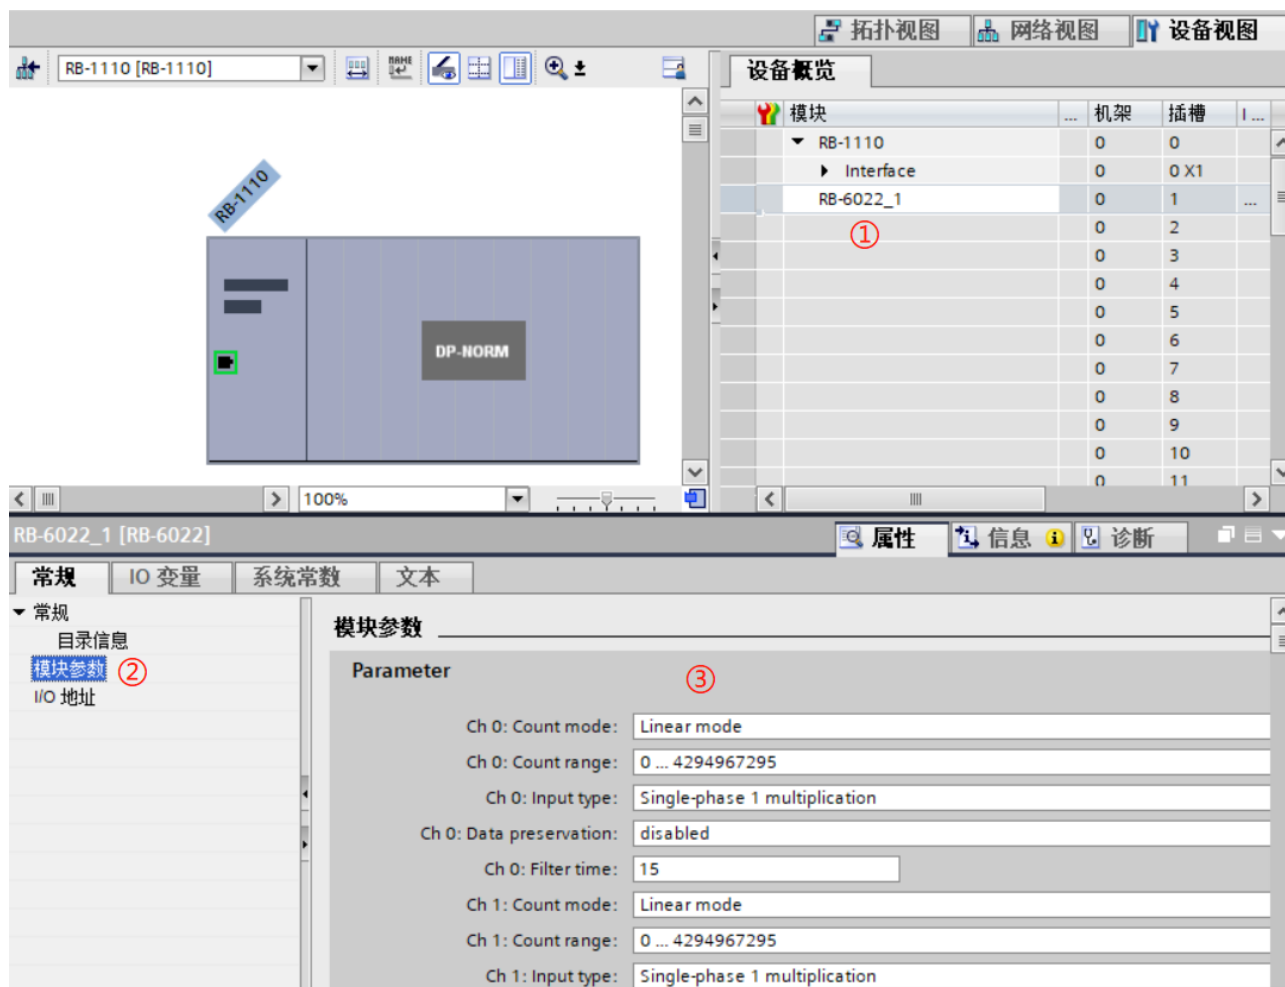 拓扑视图 网络视图 设备视图
RB-1110 [RB-1110]
设备概览
模块 ... 机架 插槽 I ...
RB-1110 0 0
Interface 0 0 X1
RB-6022_1 0 1 ...
① 0 2
0 3
0 4
0 5
0 6
0 7
0 8
0 9
0 10
0 11
RB-1110
DP-NORM
100%
RB-6022_1 [RB-6022]
属性 信息 诊断
常规 IO 变量 系统常数 文本
常规
目录信息
模块参数 ②
I/O 地址
模块参数
Parameter ③
Ch 0: Count mode: Linear mode
Ch 0: Count range: 0 ... 4294967295
Ch 0: Input type: Single-phase 1 multiplication
Ch 0: Data preservation: disabled
Ch 0: Filter time: 15
Ch 1: Count mode: Linear mode
Ch 1: Count range: 0 ... 4294967295
Ch 1: Input type: Single-phase 1 multiplication